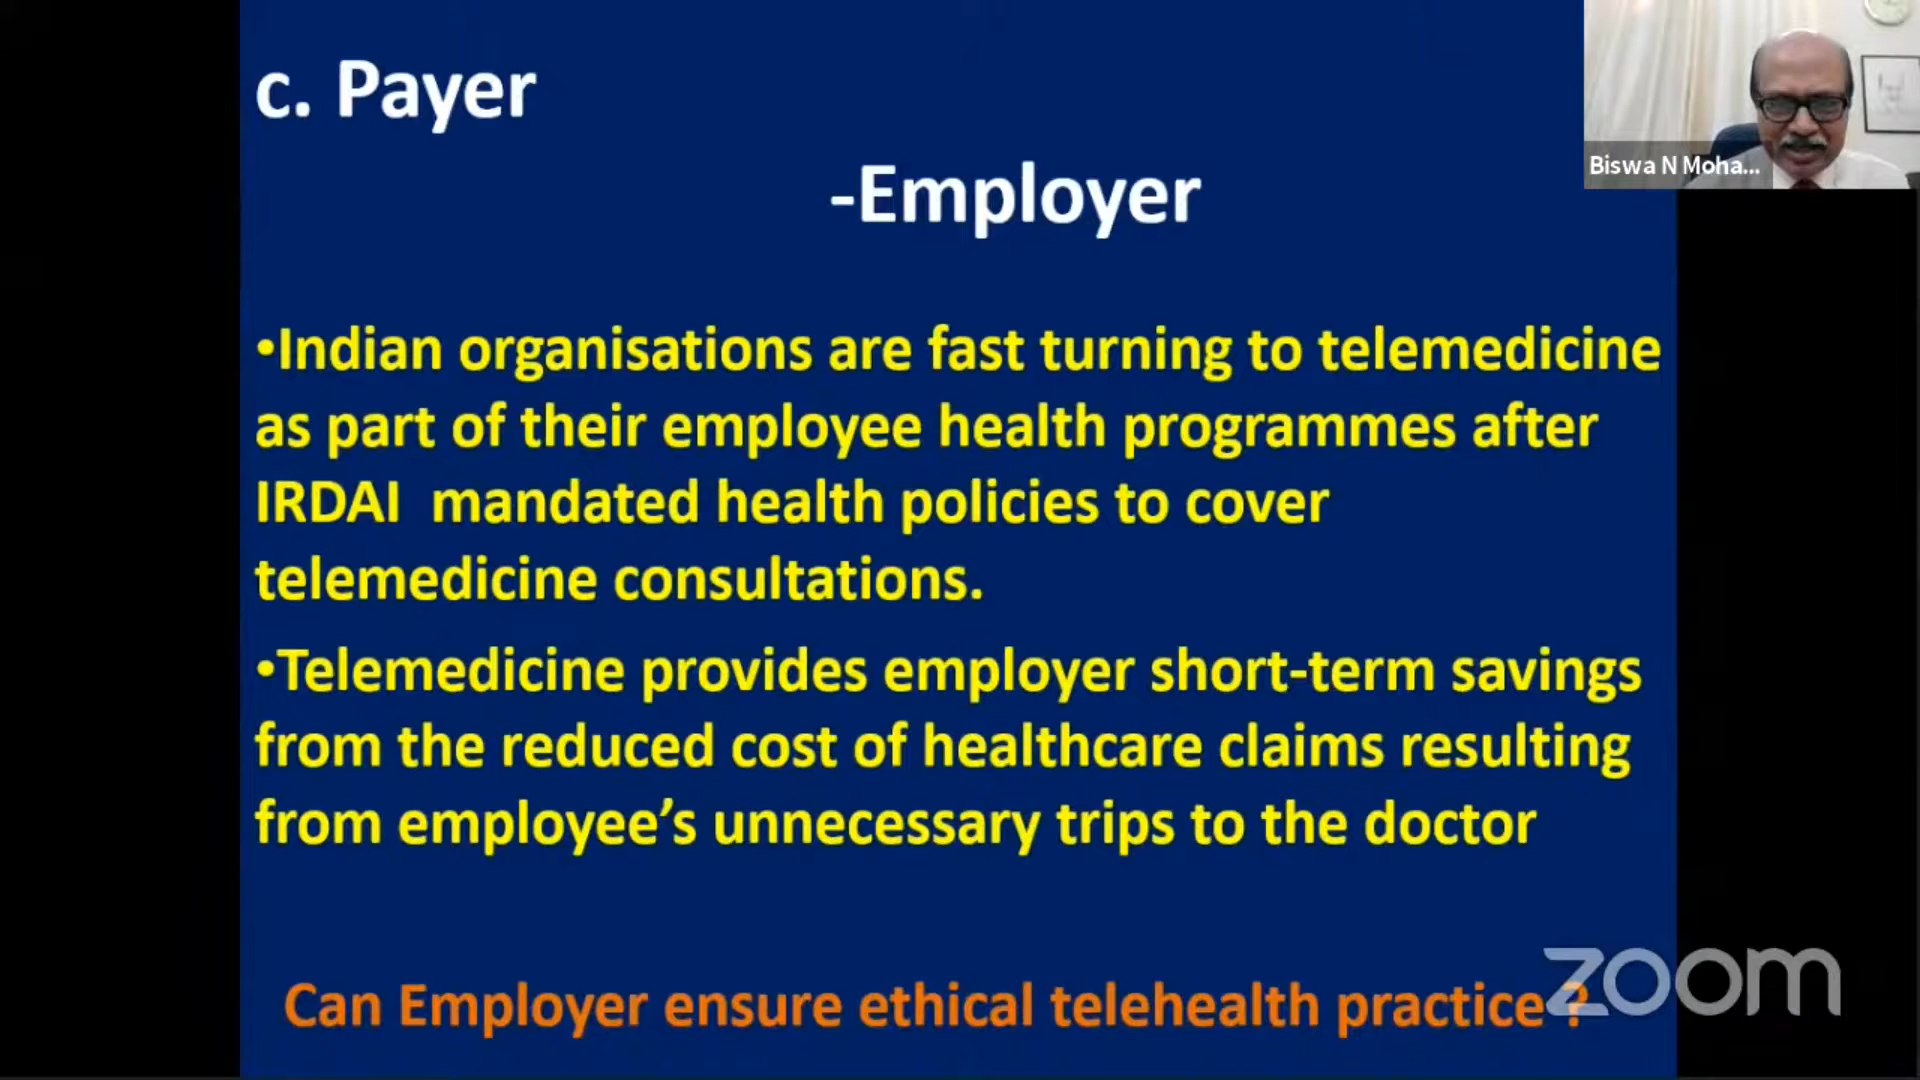 c. Payer
-Employer
•Indian organisations are fast turning to telemedicine
as part of their employee health programmes after
IRDAI mandated health policies to cover
telemedicine consultations.
•Telemedicine provides employer short-term savings
from the reduced cost of healthcare claims resulting
from employee’s unnecessary trips to the doctor
Can Employer ensure ethical telehealth practice ?
Biswa N Moha...
zoom